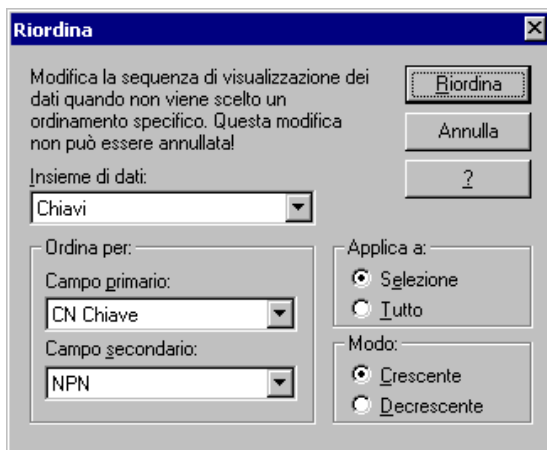 Riordina
Modifica la sequenza di visualizzazione dei
dati quando non viene scelto un
ordinamento specifico. Questa modifica
non può essere annullata!
Riordina
Annulla
?
Insieme di dati:
Chiavi
Ordina per:
Campo primario:
CN Chiave
Campo secondario:
NPN
Applica a:
Selezione
Tutto
Modo:
Crescente
Decrescente